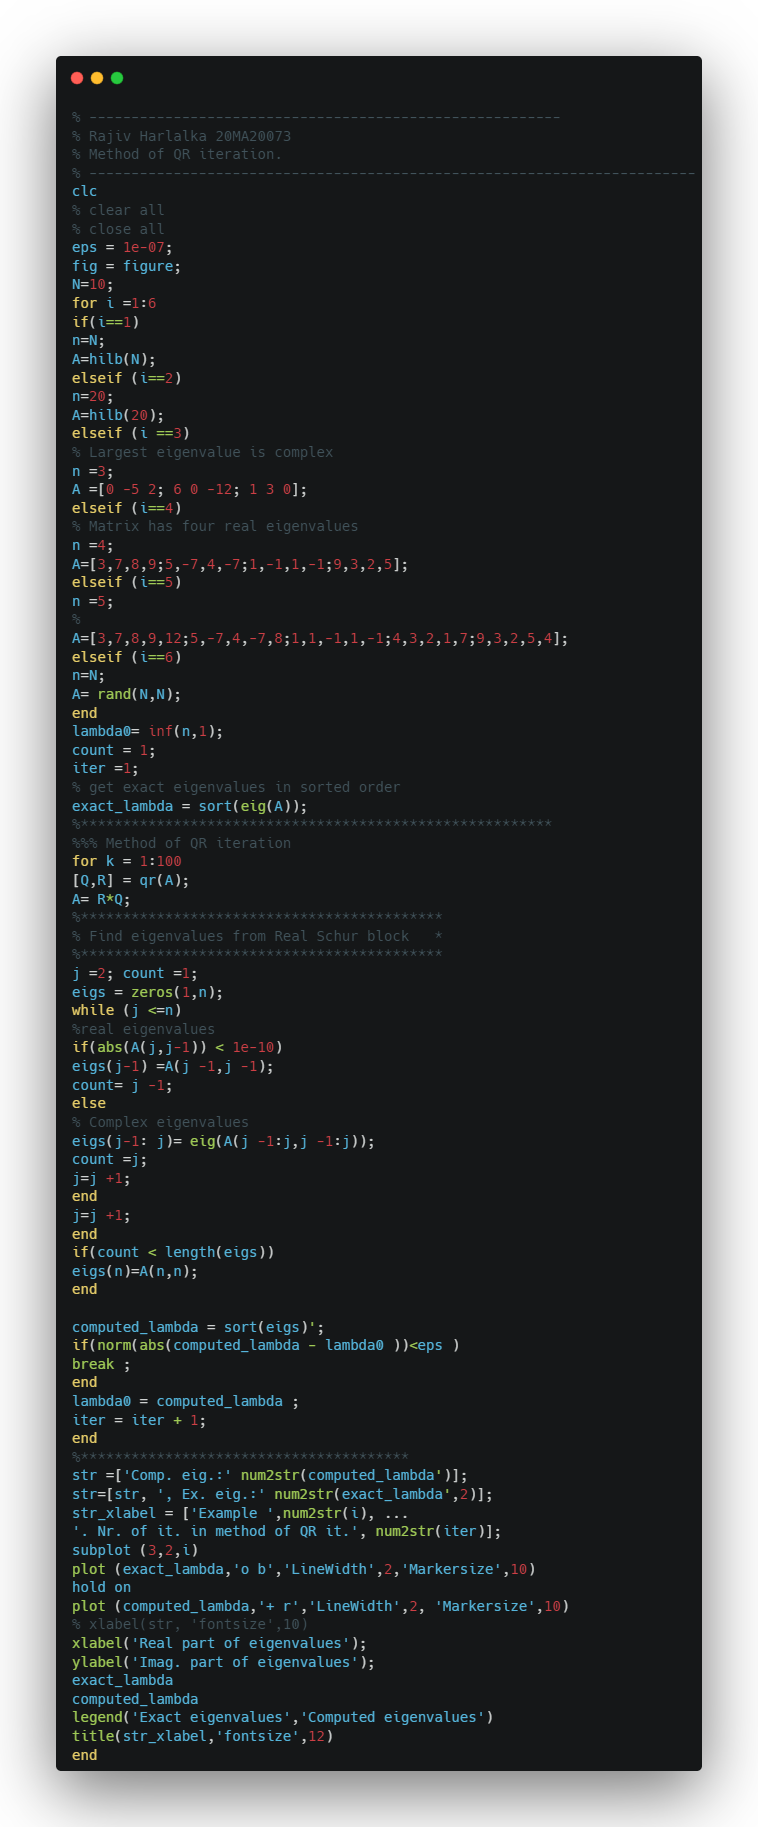 % --------------------------------------------------------
% Rajiv Harlalka 20MA20073
% Method of QR iteration.
% ------------------------------------------------------------------------
clc
% clear all
% close all
eps = 1e-07;
fig = figure;
N=10;
for i =1:6
if(i==1)
n=N;
A=hilb(N);
elseif (i==2)
n=20;
A=hilb(20);
elseif (i ==3)
% Largest eigenvalue is complex
n =3;
A =[0 -5 2; 6 0 -12; 1 3 0];
elseif (i==4)
% Matrix has four real eigenvalues
n =4;
A=[3,7,8,9;5,-7,4,-7;1,-1,1,-1;9,3,2,5];
elseif (i==5)
n =5;
%
A=[3,7,8,9,12;5,-7,4,-7,8;1,1,-1,1,-1;4,3,2,1,7;9,3,2,5,4];
elseif (i==6)
n=N;
A= rand(N,N);
end
lambda0= inf(n,1);
count = 1;
iter =1;
% get exact eigenvalues in sorted order
exact_lambda = sort(eig(A));
%********************************************************
%%% Method of QR iteration
for k = 1:100
[Q,R] = qr(A);
A= R*Q;
%*******************************************
% Find eigenvalues from Real Schur block   *
%*******************************************
j =2; count =1;
eigs = zeros(1,n);
while (j <=n)
%real eigenvalues
if(abs(A(j,j-1)) < 1e-10)
eigs(j-1) =A(j -1,j -1);
count= j -1;
else
% Complex eigenvalues
eigs(j-1: j)= eig(A(j -1:j,j -1:j));
count =j;
j=j +1;
end
j=j +1;
end
if(count < length(eigs))
eigs(n)=A(n,n);
end
computed_lambda = sort(eigs)';
if(norm(abs(computed_lambda - lambda0 ))<eps )
break ;
end
lambda0 = computed_lambda ;
iter = iter + 1;
end
%***************************************
str =['Comp. eig.:' num2str(computed_lambda')];
str=[str, ', Ex. eig.:' num2str(exact_lambda',2)];
str_xlabel = ['Example ',num2str(i), ...
'. Nr. of it. in method of QR it.', num2str(iter)];
subplot (3,2,i)
plot (exact_lambda,'o b','LineWidth',2,'Markersize',10)
hold on
plot (computed_lambda,'+ r','LineWidth',2, 'Markersize',10)
% xlabel(str, 'fontsize',10)
xlabel('Real part of eigenvalues');
ylabel('Imag. part of eigenvalues');
exact_lambda
computed_lambda
legend('Exact eigenvalues','Computed eigenvalues')
title(str_xlabel,'fontsize',12)
end